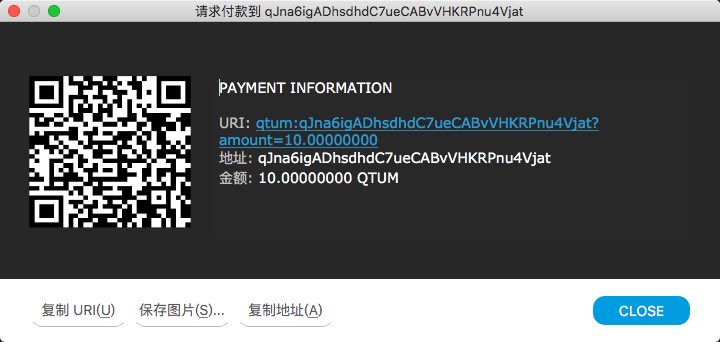 请求付款到 qJna6igADhsdhdC7ueCABvVHKRPnu4Vjat
PAYMENT INFORMATION
URI: qtum:qJna6igADhsdhdC7ueCABvVHKRPnu4Vjat?
amount=10.00000000
地址: qJna6igADhsdhdC7ueCABvVHKRPnu4Vjat
金额: 10.00000000 QTUM
复制 URI(U)
保存图片(S)...
复制地址(A)
CLOSE